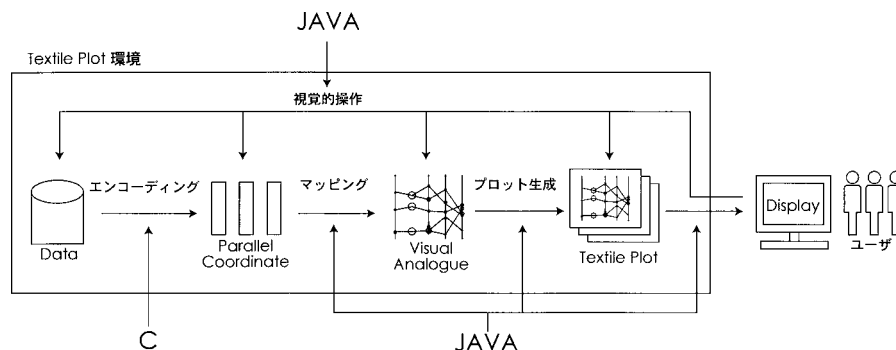 JAVA
Textile Plot 環境
視覚的操作
エンコーディング
マッピング
プロット生成
Data
Parallel
Coordinate
Visual
Analogue
Textile Plot
Display
ユーザ
C
JAVA